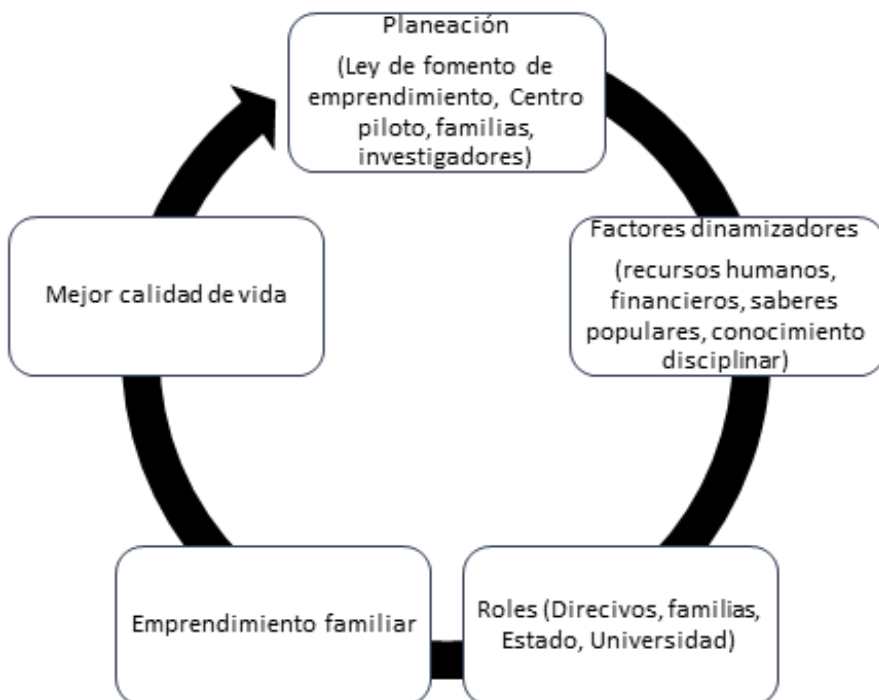 Planeación
(Ley de fomento de
emprendimiento, Centro
piloto, familias,
investigadores)
Factores dinamizadores
(recursos humanos,
financieros, saberes
populares, conocimiento
disciplinar)
Roles (Direcivos, familias,
Estado, Universidad)
Emprendimiento familiar
Mejor calidad de vida